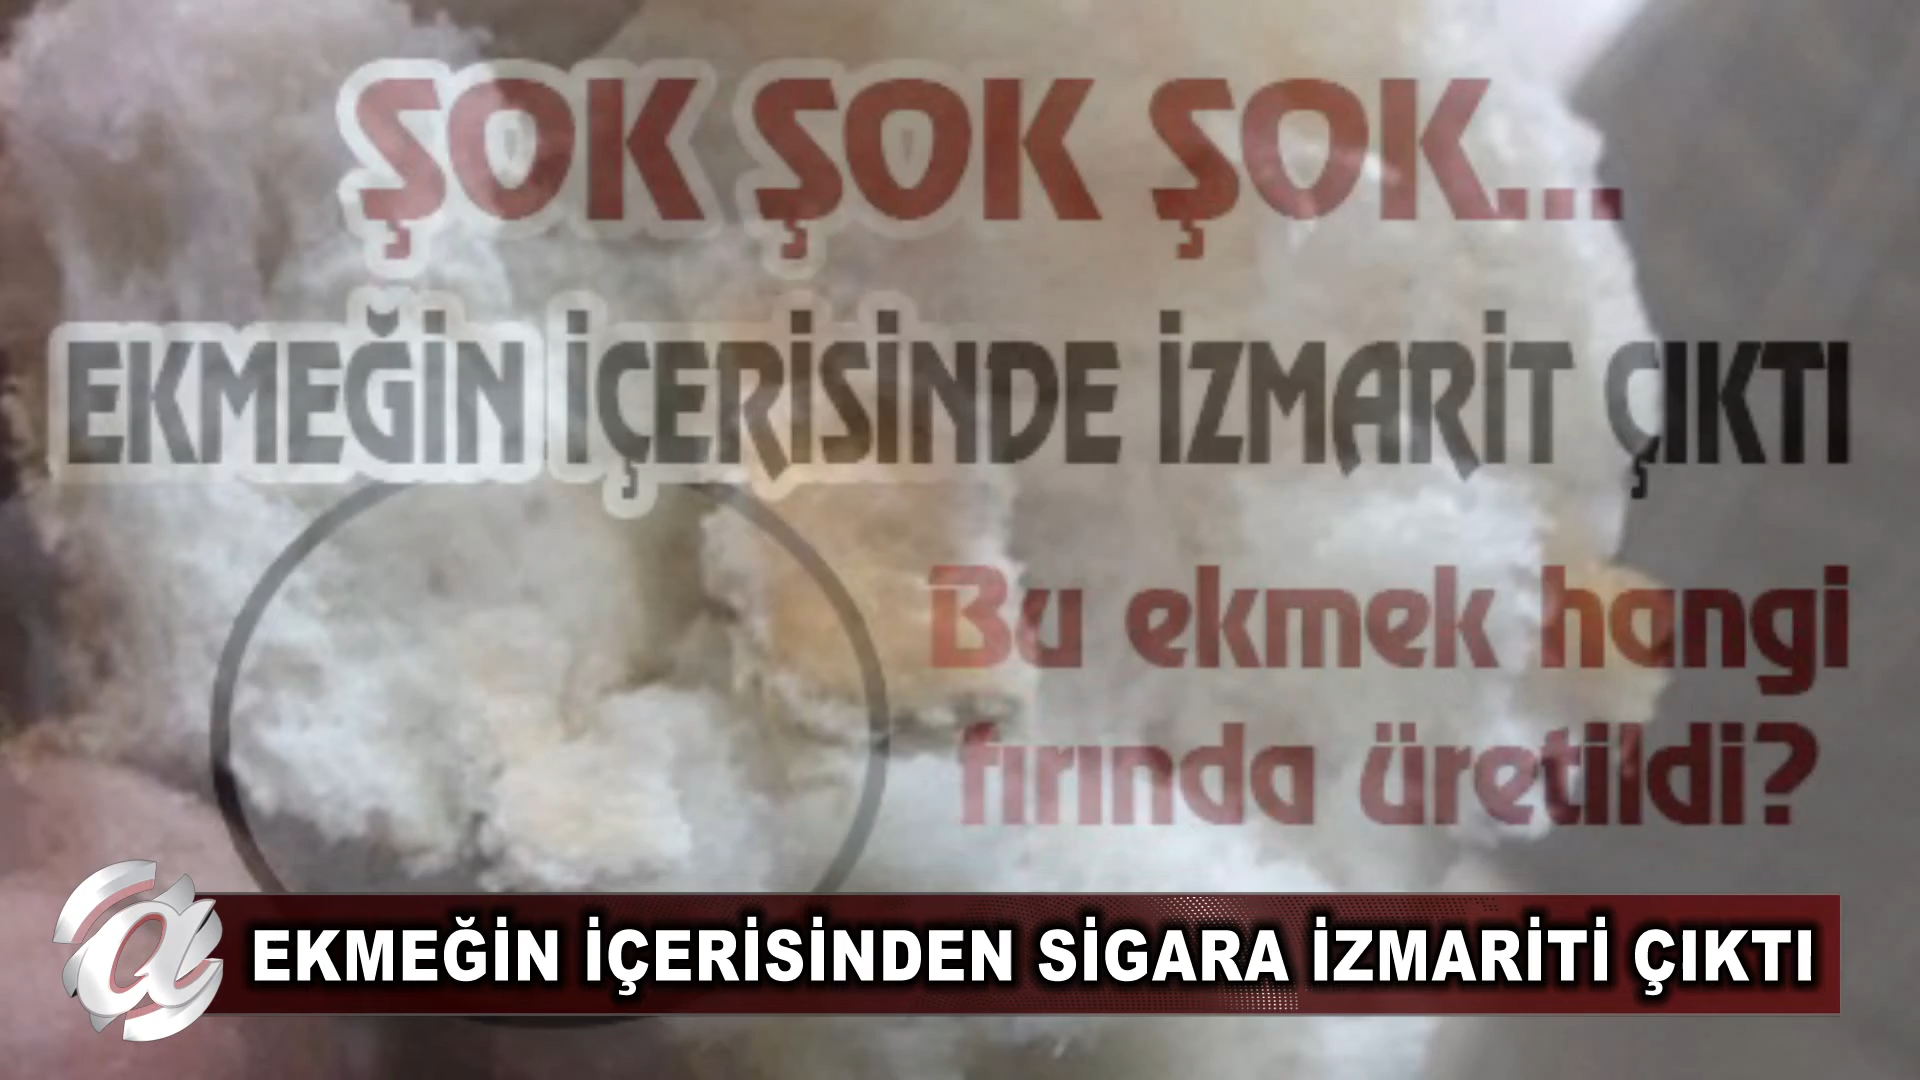 ŞOK ŞOK ŞOK...
EKMEĞİN İÇERİSİNDE İZMARİT ÇIKTI
Bu ekmek hangi
fırında üretildi?
EKMEĞİN İÇERİSİNDEN SİGARA İZMARİTİ ÇIKTI